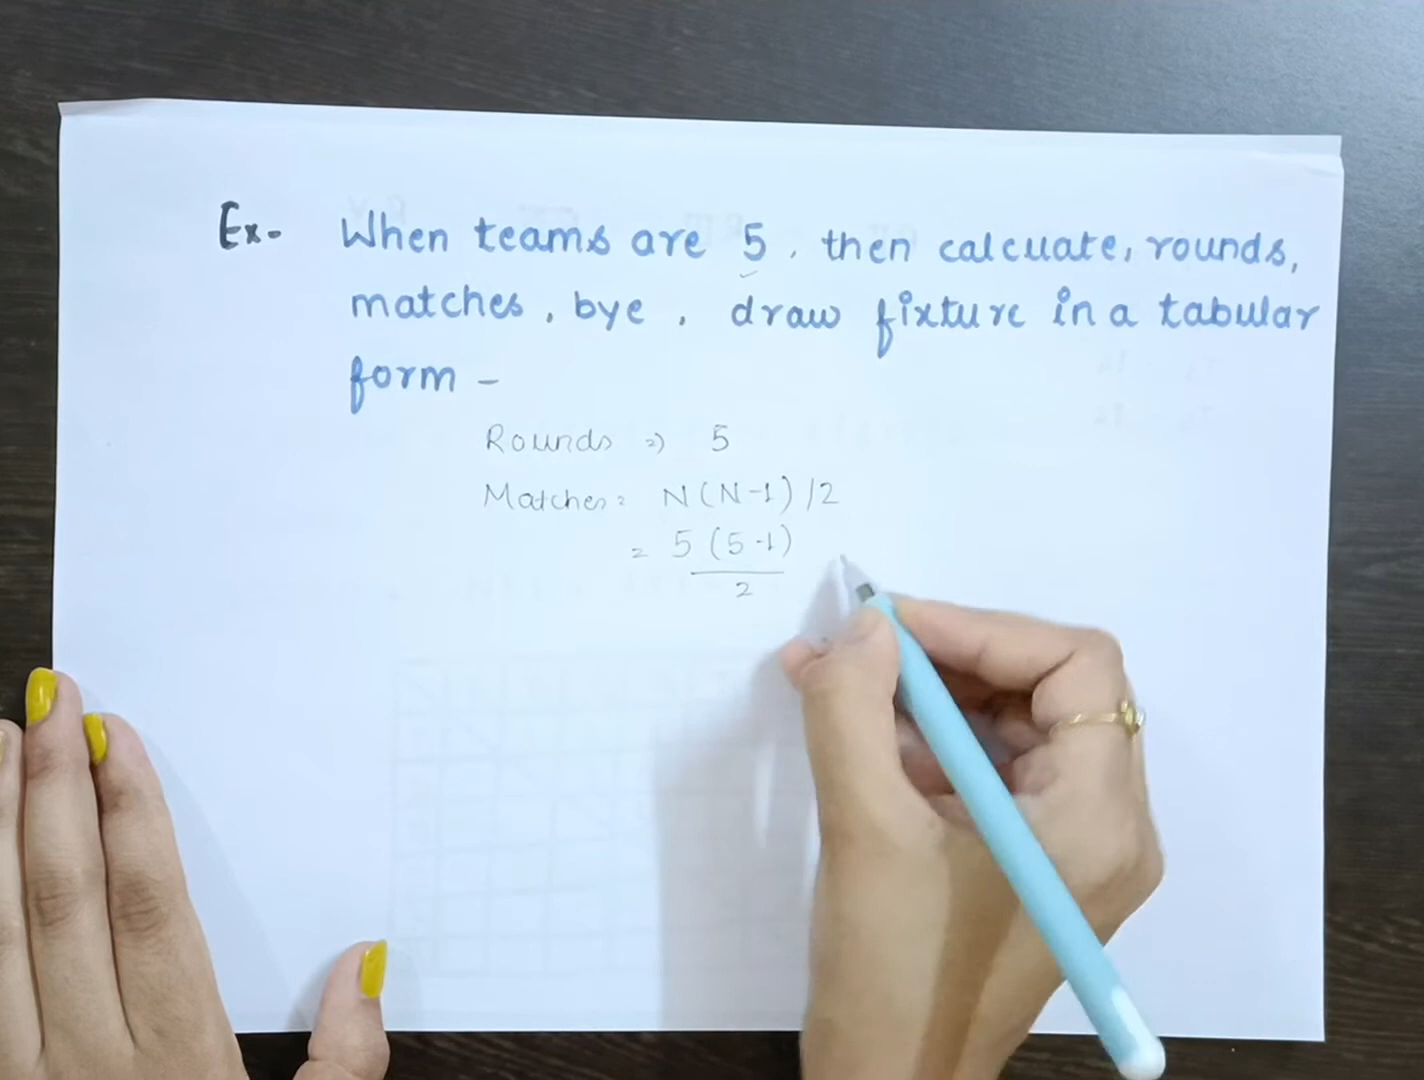 Ex- When teams are 5, then calcuate, rounds,
matches, bye, draw fixture in a tabular
form -
Rounds => 5
Matches = N(N-1)/2
= 5(5-1)
2